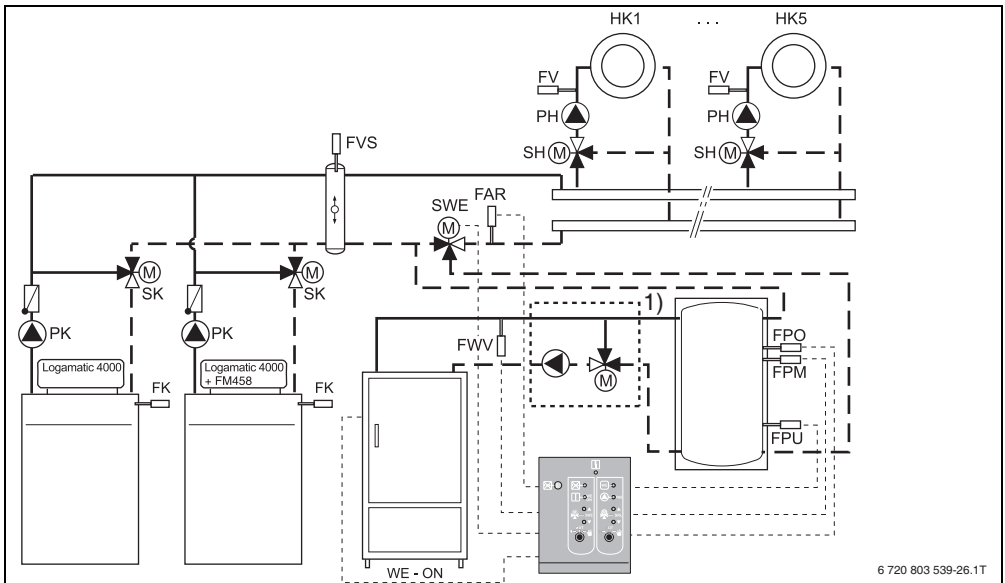 HK1 . . . HK5
FV FV
PH PH
SH M SH M
FVS
FAR
SWE
M
M M
SK SK
PK PK
1)
FWV
M
FPO
FPM
FPU
Logamatic 4000
Logamatic 4000
+ FM458
FK FK
WE - ON
6 720 803 539-26.1T